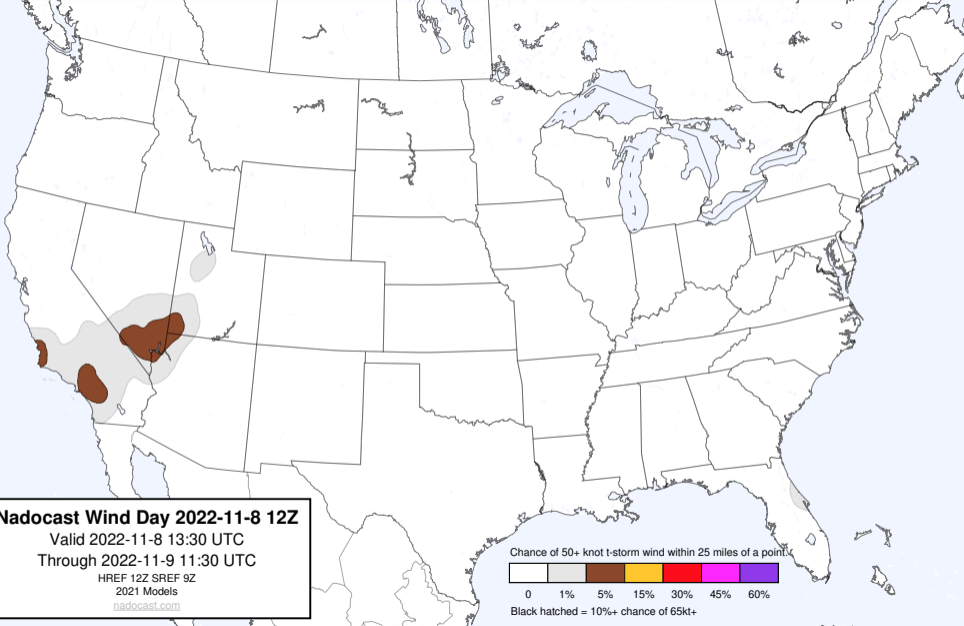 Nadocast Wind Day 2022-11-8 12Z
Valid 2022-11-8 13:30 UTC
Through 2022-11-9 11:30 UTC
HREF 12Z SREF 9Z
2021 Models
nadocast.com
Chance of 50+ knot t-storm wind within 25 miles of a point.
0 1% 5% 15% 30% 45% 60%
Black hatched = 10%+ chance of 65kt+